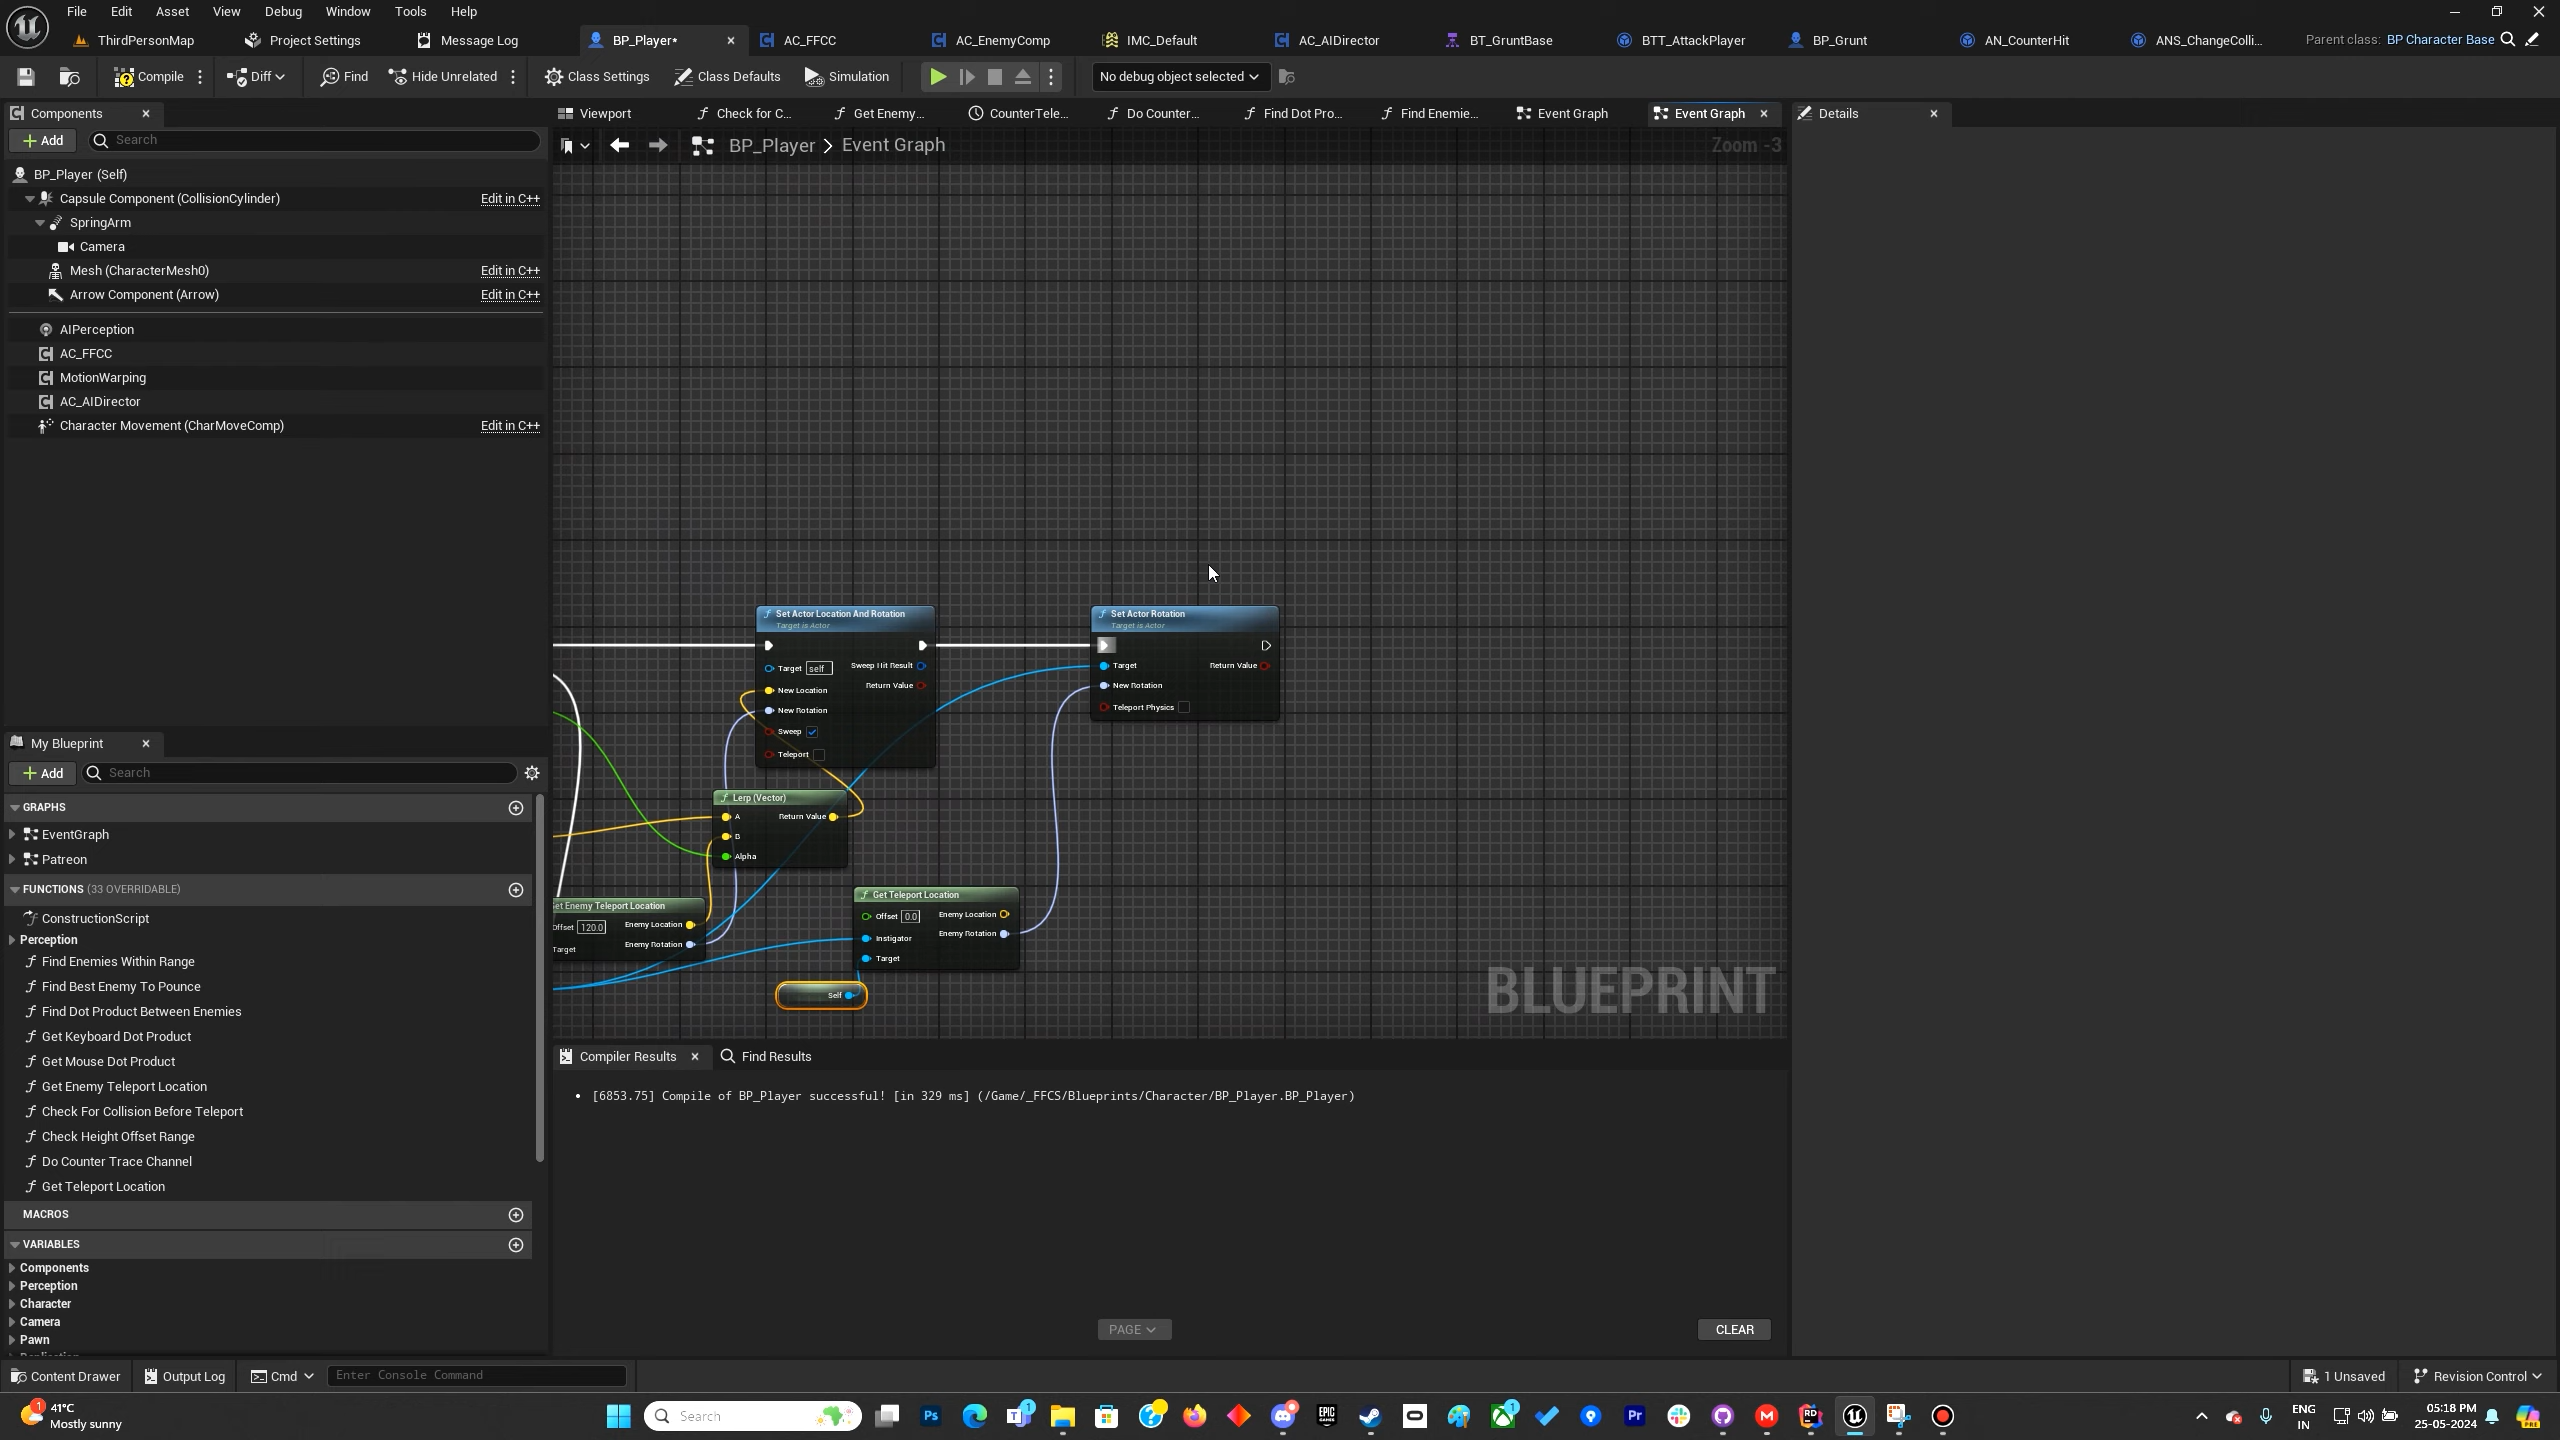 File Edit Asset View Debug Window Tools Help
ThirdPersonMap Project Settings Message Log BP_Player* AC_FFCC AC_EnemyComp IMC_Default AC_AIDirector BT_GruntBase BTT_AttackPlayer BP_Grunt AN_CounterHit ANS_ChangeColli... Parent class: BP Character Base
Compile Diff Find Hide Unrelated Class Settings Class Defaults Simulation No debug object selected
Components
Viewport Check for C... Get Enemy... CounterTele... Do Counter... Find Dot Pro... Find Enemie... Event Graph Event Graph Details
Add Search
BP_Player > Event Graph Zoom -3
BP_Player (Self)
Capsule Component (CollisionCylinder) Edit in C++
SpringArm
Camera
Mesh (CharacterMesh0) Edit in C++
Arrow Component (Arrow) Edit in C++
AIPerception
AC_FFCC
MotionWarping
AC_AIDirector
Character Movement (CharMoveComp) Edit in C++
Set Actor Location And Rotation
Target is Actor
Target self Sweep Hit Result
New Location Return Value
New Rotation
Sweep
Teleport
Set Actor Rotation
Target is Actor
Target Return Value
New Rotation
Teleport Physics
Lerp (Vector)
A Return Value
B
Alpha
Get Teleport Location
Offset 0.0 Enemy Location
Instigator Enemy Rotation
Target
Self
Get Enemy Teleport Location
Offset 120.0 Enemy Location
Target Enemy Rotation
BLUEPRINT
My Blueprint
Add Search
GRAPHS
EventGraph
Patreon
FUNCTIONS (33 OVERRIDABLE)
ConstructionScript
Perception
Find Enemies Within Range
Find Best Enemy To Pounce
Find Dot Product Between Enemies
Get Keyboard Dot Product
Get Mouse Dot Product
Get Enemy Teleport Location
Check For Collision Before Teleport
Check Height Offset Range
Do Counter Trace Channel
Get Teleport Location
MACROS
VARIABLES
Components
Perception
Character
Camera
Pawn
Compiler Results Find Results
[6853.75] Compile of BP_Player successful! [in 329 ms] (/Game/_FFCS/Blueprints/Character/BP_Player.BP_Player)
PAGE CLEAR
Content Drawer Output Log Cmd Enter Console Command 1 Unsaved Revision Control
1 41°C
Mostly sunny
Search
Ps 1 EPIC GAMES 1 Pr RD
ENG
IN
05:18 PM
25-05-2024
PRE